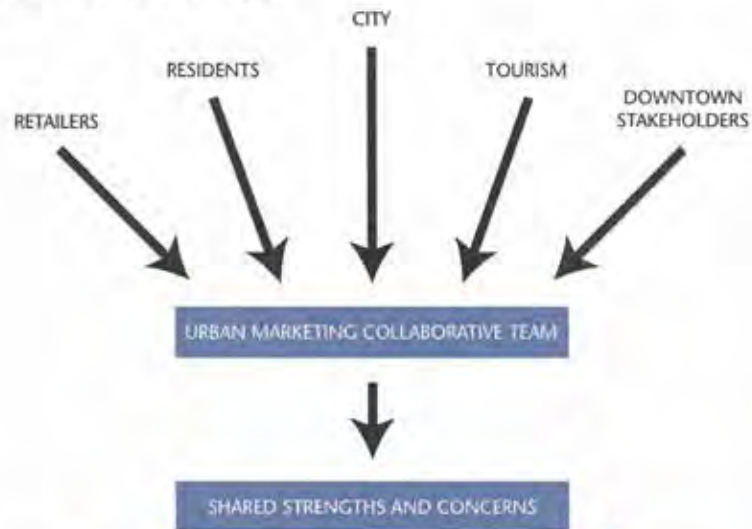 CITY
RESIDENTS
TOURISM
RETAILERS
DOWNTOWN
STAKEHOLDERS
URBAN MARKETING COLLABORATIVE TEAM
SHARED STRENGTHS AND CONCERNS